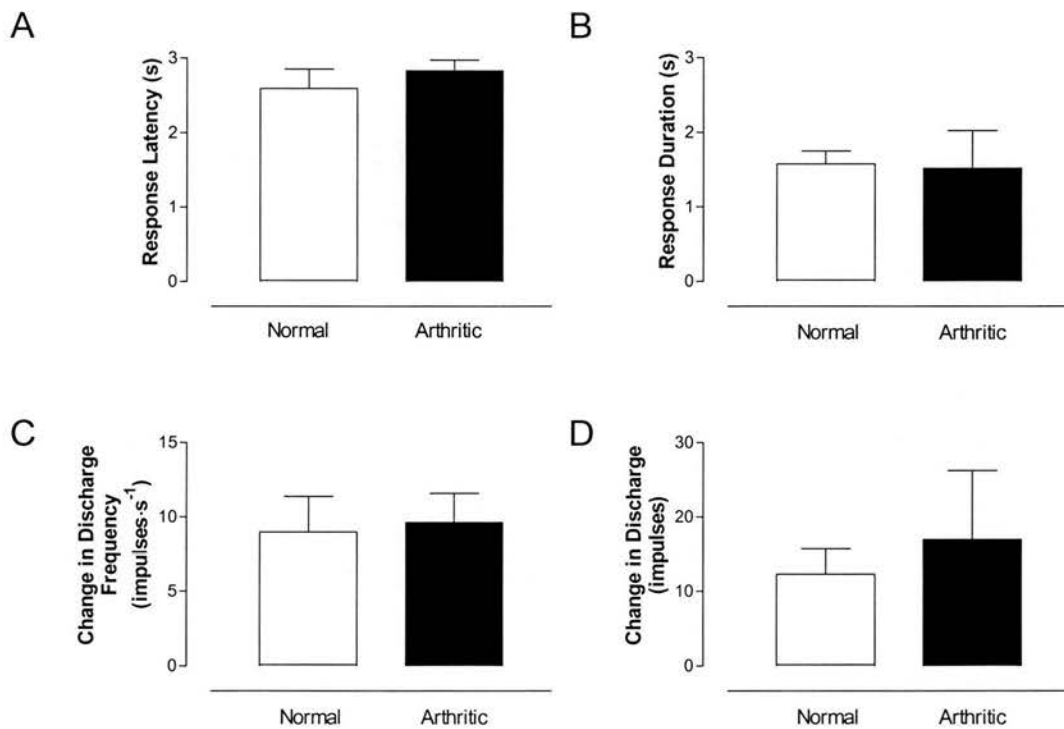 A
Response Latency (s)
3
2
1
0
Normal Arthritic
B
Response Duration (s)
3
2
1
0
Normal Arthritic
C
Change in Discharge
Frequency
(impulses·s⁻¹)
15
10
5
0
Normal Arthritic
D
Change in Discharge
(impulses)
30
20
10
0
Normal Arthritic